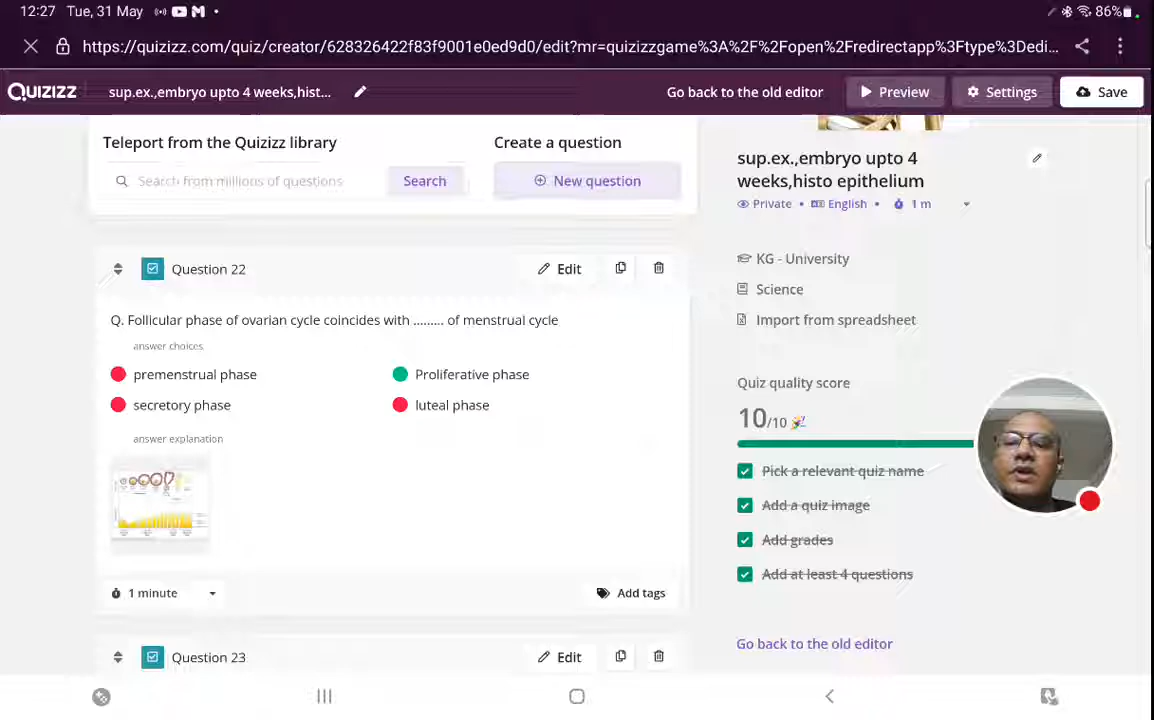 12:27 Tue, 31 May
86%
https://quizizz.com/quiz/creator/628326422f83f9001e0ed9d0/edit?mr=quizizzgame%3A%2F%2Fopen%2Fredirectapp%3Ftype%3Dedi...
QUIZIZZ
sup.ex.,embryo upto 4 weeks,hist...
Go back to the old editor
Preview
Settings
Save
Teleport from the Quizizz library
Search from millions of questions
Search
Create a question
New question
Question 22
Edit
Q. Follicular phase of ovarian cycle coincides with ......... of menstrual cycle
answer choices
premenstrual phase
Proliferative phase
secretory phase
luteal phase
answer explanation
1 minute
Add tags
Question 23
Edit
sup.ex.,embryo upto 4
weeks,histo epithelium
Private • English • 1 m
KG - University
Science
Import from spreadsheet
Quiz quality score
10/10
Pick a relevant quiz name
Add a quiz image
Add grades
Add at least 4 questions
Go back to the old editor